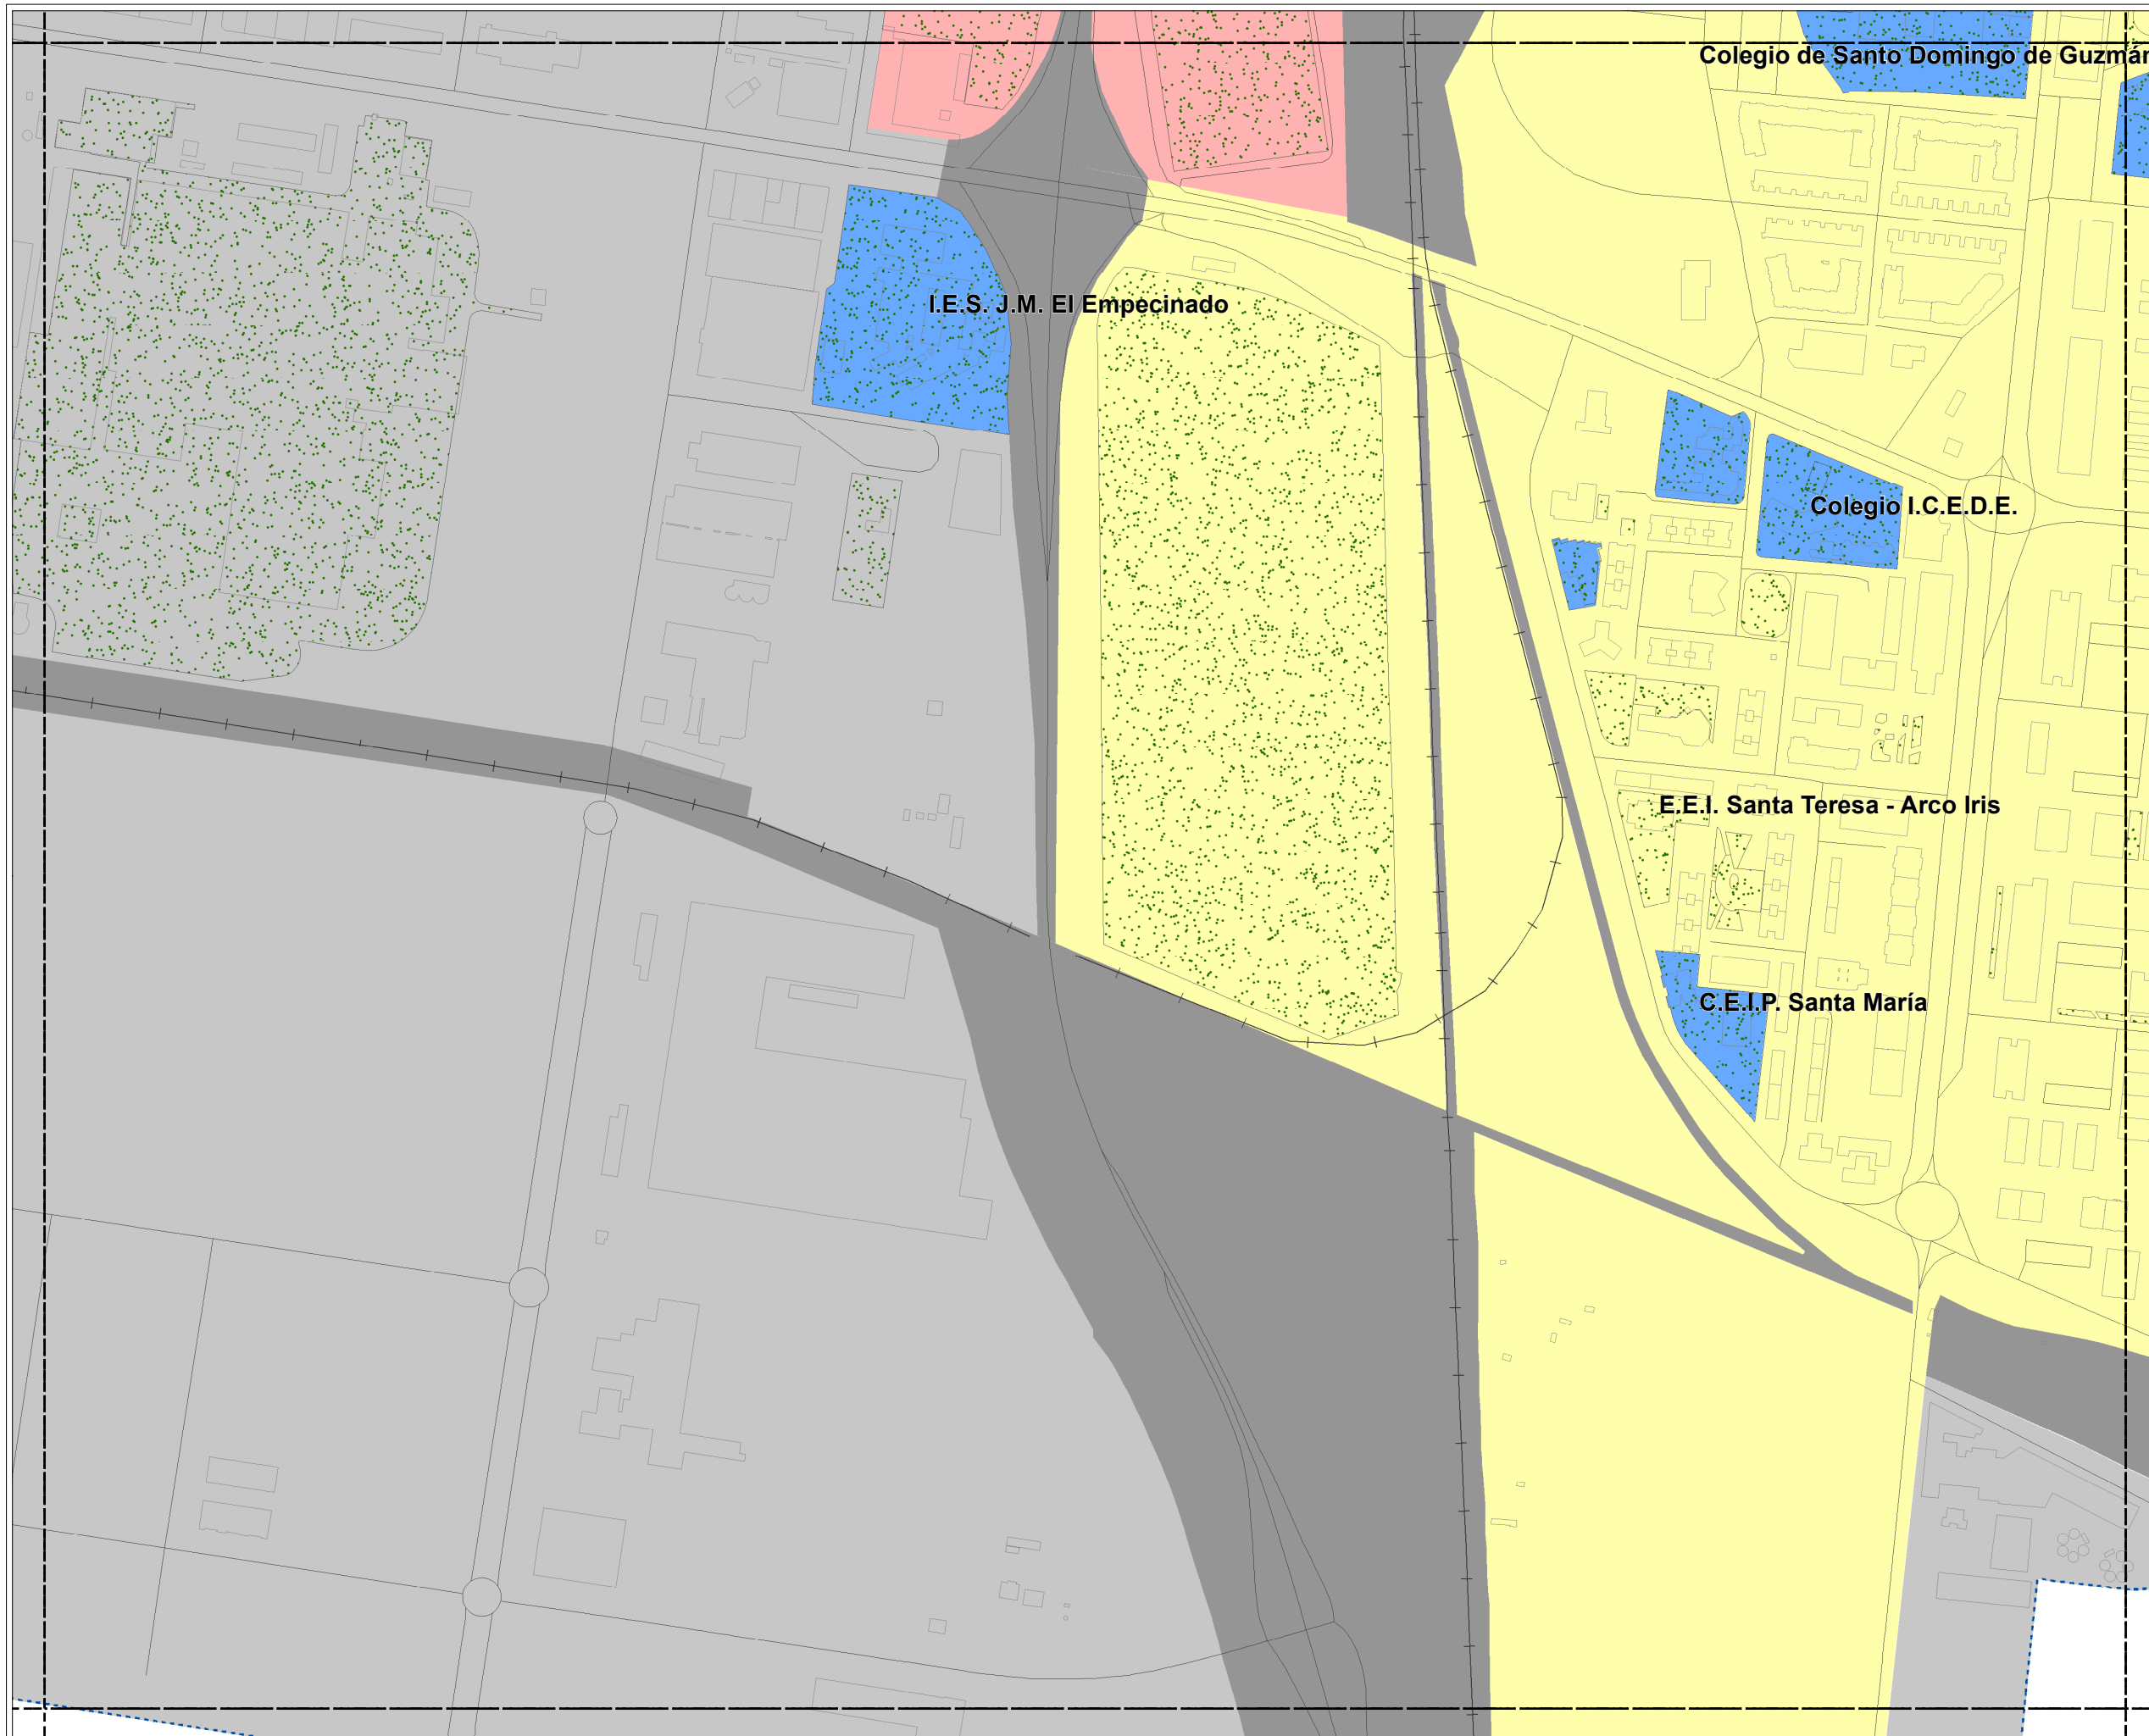 Colegio de Santo Domingo de Guzmán
I.E.S. J.M. El Empecinado
Colegio I.C.E.D.E.
E.E.I. Santa Teresa - Arco Iris
C.E.I.P. Santa María